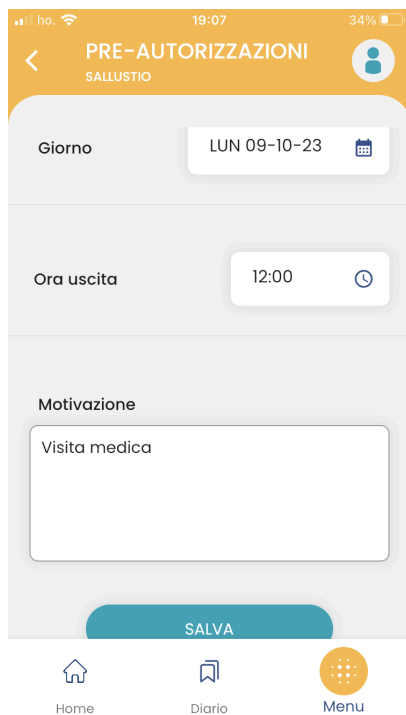 ho. 19:07 34%
PRE-AUTORIZZAZIONI
SALLUSTIO
Giorno LUN 09-10-23
Ora uscita 12:00
Motivazione
Visita medica
SALVA
Home Diario Menu